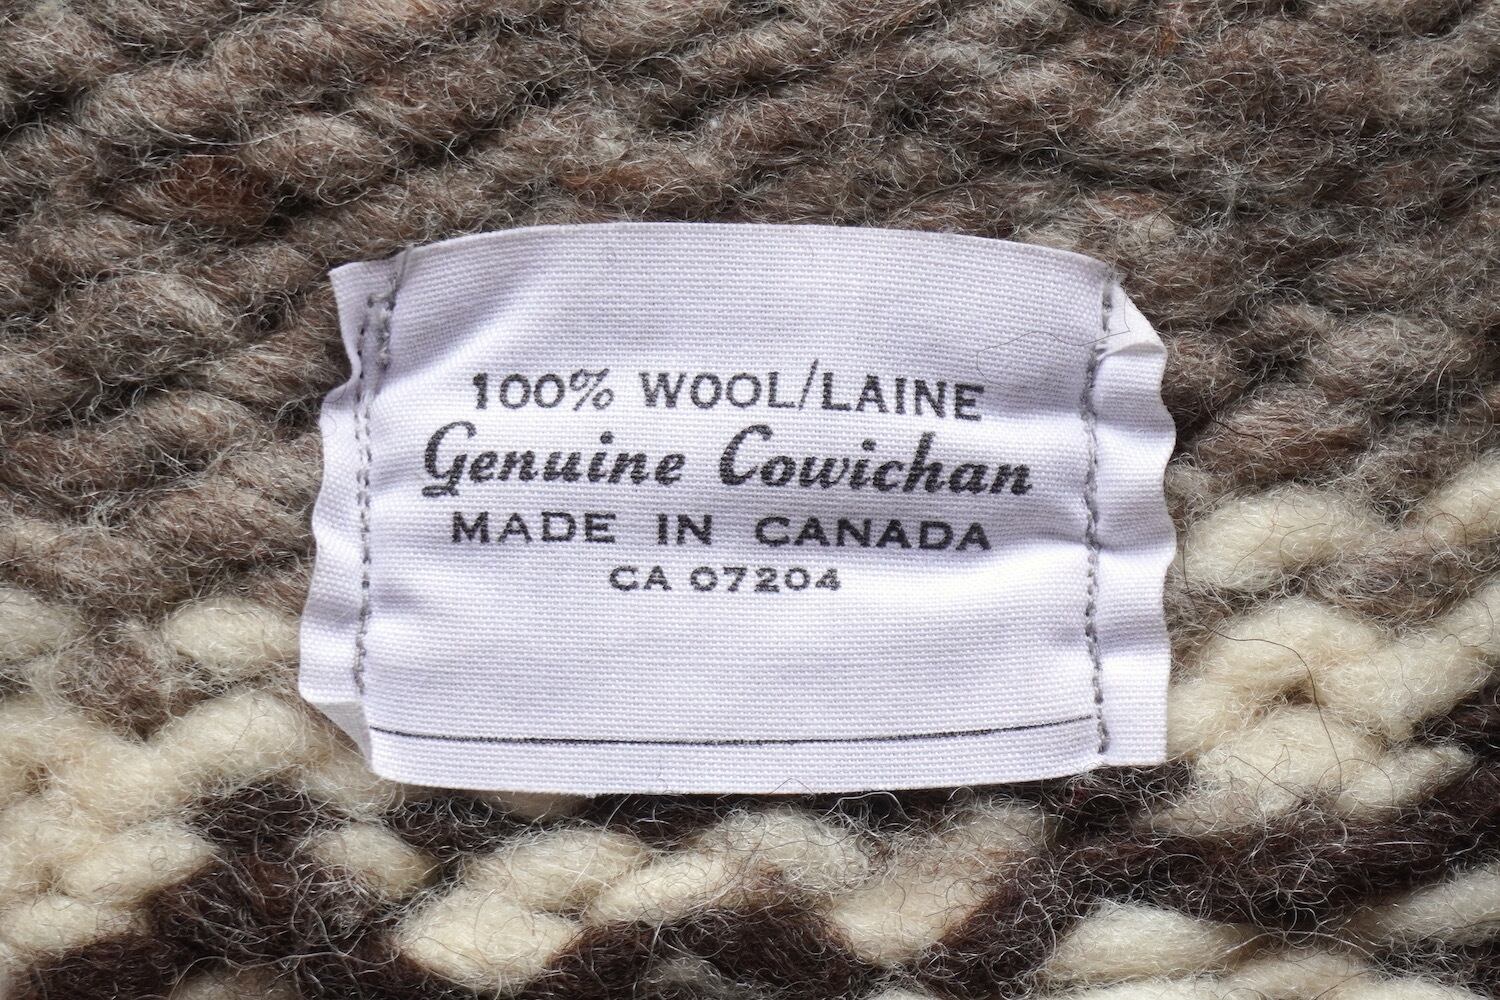 100% WOOL/LAINE
Genuine Cowichan
MADE IN CANADA
CA 07204